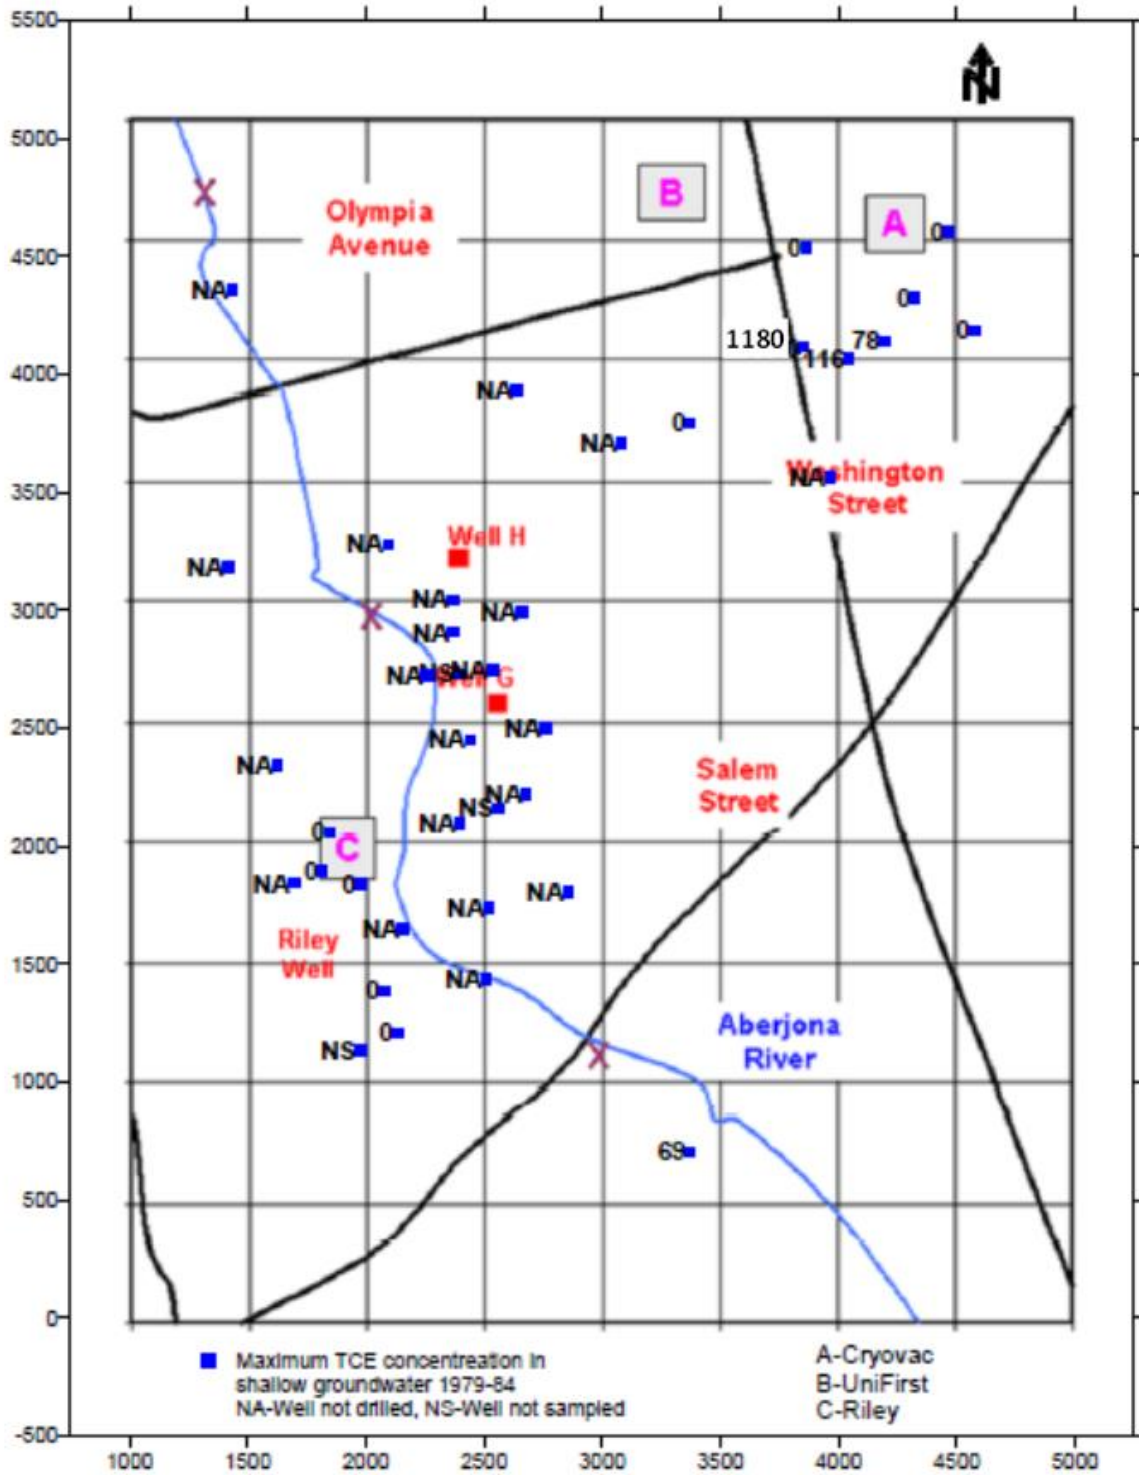 5500
N
5000
B
Olympia
Avenue
A
0
0
4500
NA
0
0
1180
78
116
4000
NA
0
NA
Washington
Street
NA
3500
Well H
NA
NA
3000
NA
NA
NA
NA
NS
NA
Well G
2500
NA
NA
NA
Salem
Street
NA
NS
NA
0
C
2000
0
NA
0
NA
NA
Riley
Well
NA
1500
NA
0
Aberjona
River
0
NS
1000
69
500
0
Maximum TCE concentreation in
shallow groundwater 1979-84
NA-Well not drilled, NS-Well not sampled
A-Cryovac
B-UniFirst
C-Riley
-500
1000 1500 2000 2500 3000 3500 4000 4500 5000